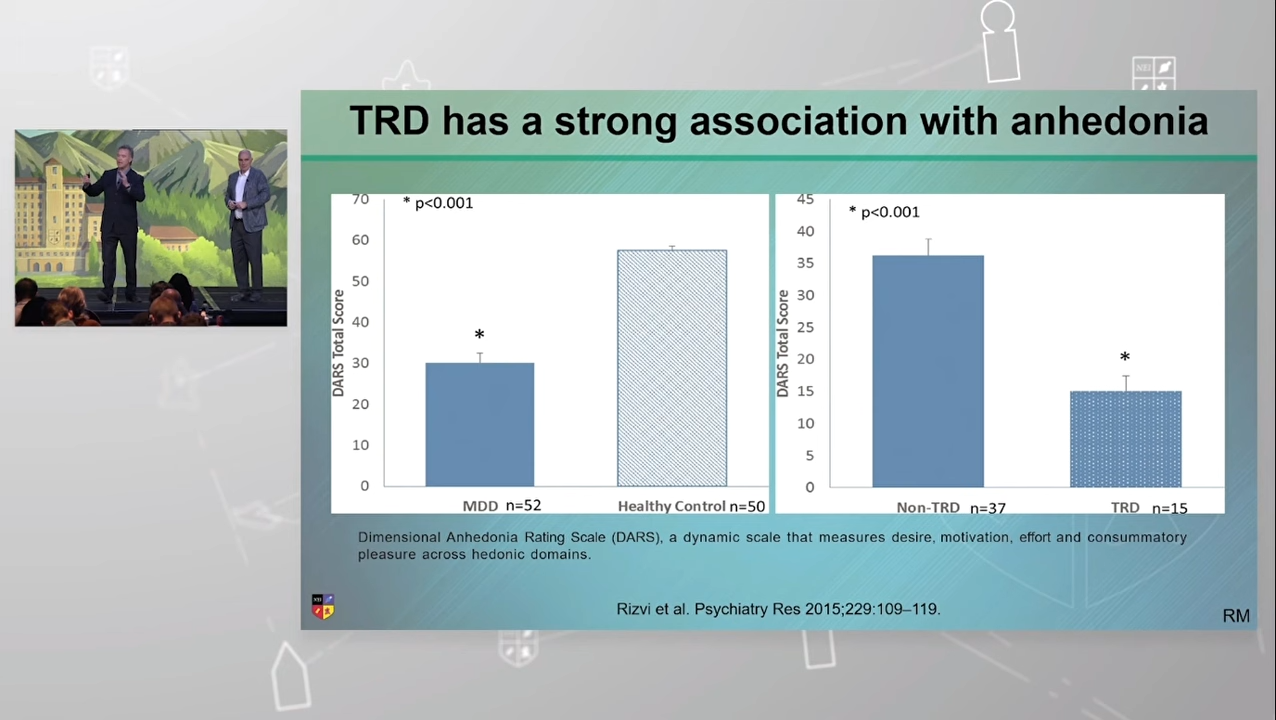 NEI
TRD has a strong association with anhedonia
70
60
50
40
30
20
10
0
DARS Total Score
* p<0.001
*
MDD n=52
Healthy Control n=50
45
40
35
30
25
20
15
10
5
0
DARS Total Score
* p<0.001
*
Non-TRD n=37
TRD n=15
Dimensional Anhedonia Rating Scale (DARS), a dynamic scale that measures desire, motivation, effort and consummatory
pleasure across hedonic domains.
NEI
Rizvi et al. Psychiatry Res 2015;229:109–119.
RM